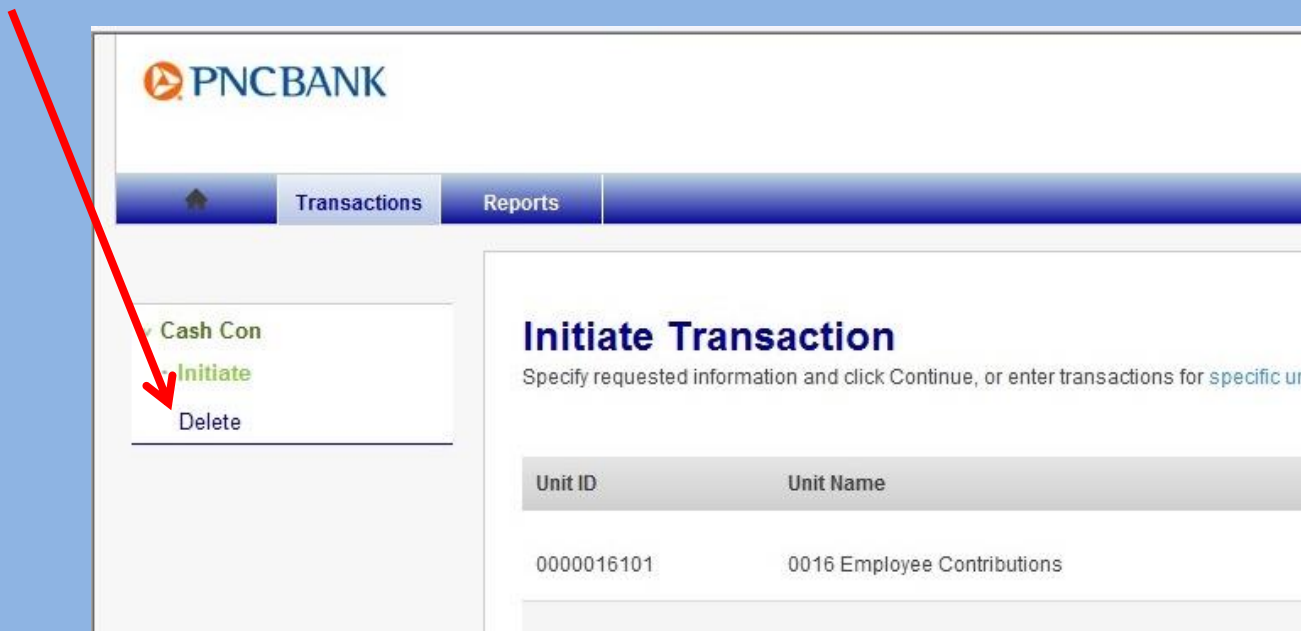 PNCBANK
Transactions Reports
Cash Con
Initiate
Delete
Initiate Transaction
Specify requested information and click Continue, or enter transactions for specific
Unit ID Unit Name
0000016101 0016 Employee Contributions